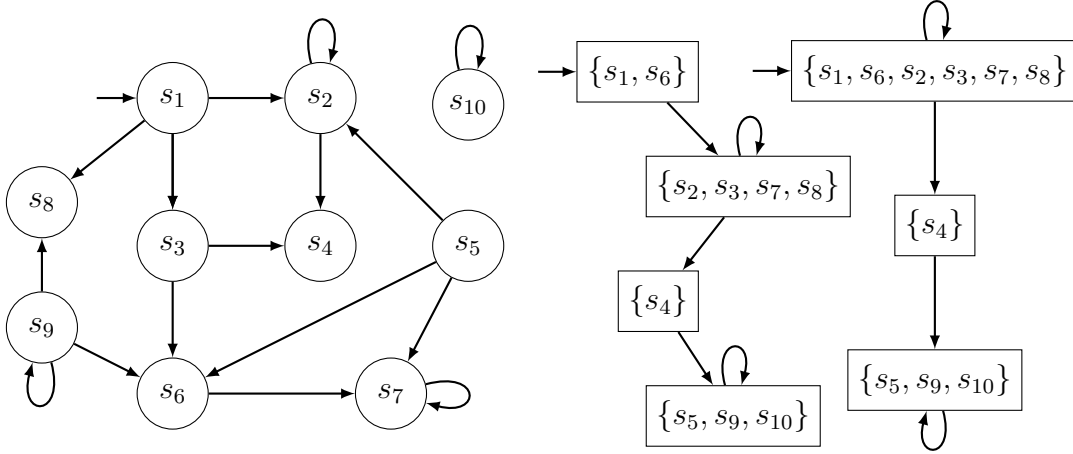 s1
s2
s10
s8
s3
s4
s5
s9
s6
s7
{s1, s6}
{s2, s3, s7, s8}
{s4}
{s5, s9, s10}
{s1, s6, s2, s3, s7, s8}
{s4}
{s5, s9, s10}